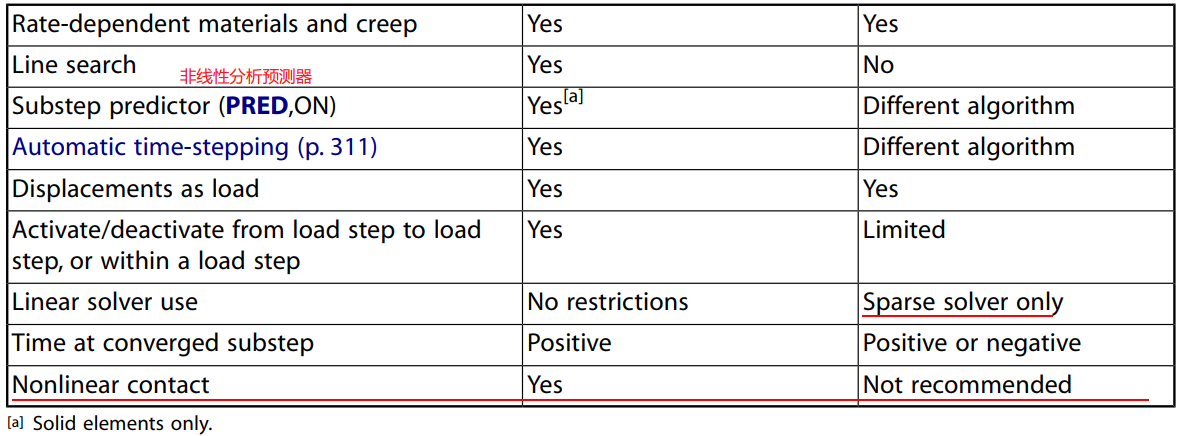 Rate-dependent materials and creep Yes Yes
Line search Yes No
非线性分析预测器
Substep predictor (PRED,ON) Yes[a] Different algorithm
Automatic time-stepping (p. 311) Yes Different algorithm
Displacements as load Yes Yes
Activate/deactivate from load step to load Yes Limited
step, or within a load step
Linear solver use No restrictions Sparse solver only
Time at converged substep Positive Positive or negative
Nonlinear contact Yes Not recommended
[a] Solid elements only.